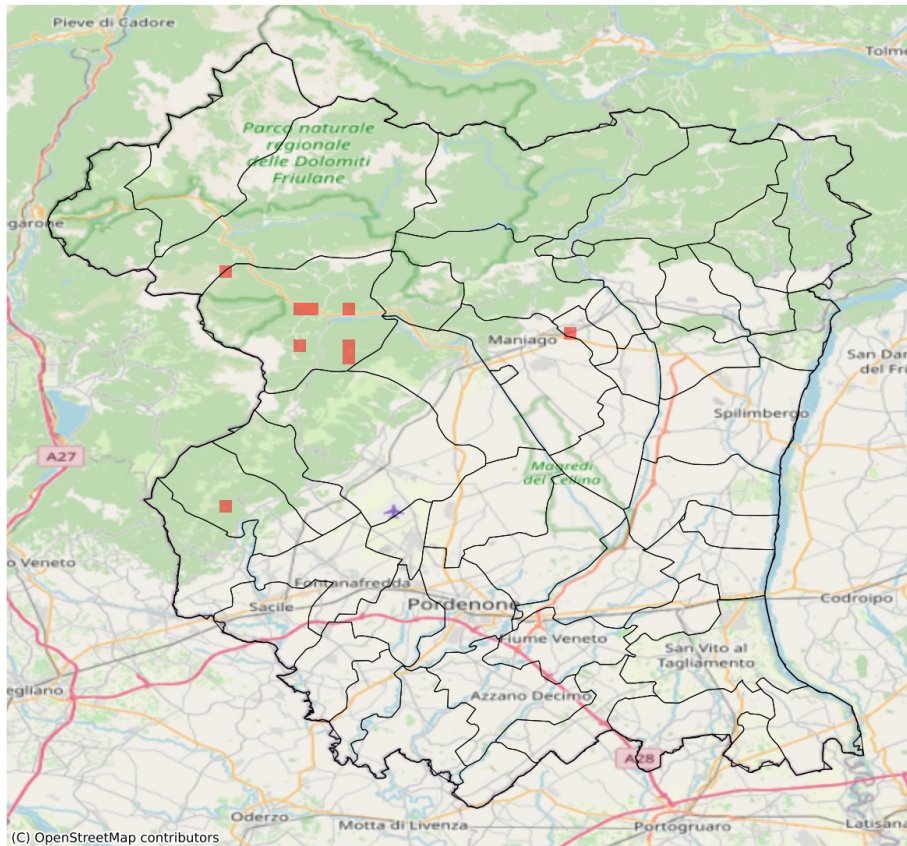 Pieve di Cadore
Tolme
Parco naturale
regionale
delle Dolomiti
Friulane
garone
Maniago
San Dan
del Fri
Spilimbergo
A27
Magredi
del Cellina
o Veneto
Fontanafredda
Sacile
Pordenone
Codroipo
Fiume Veneto
San Vito al
Tagliamento
egliano
Azzano Decimo
A28
Oderzo
Motta di Livenza
Portogruaro
Latisana
(C) OpenStreetMap contributors